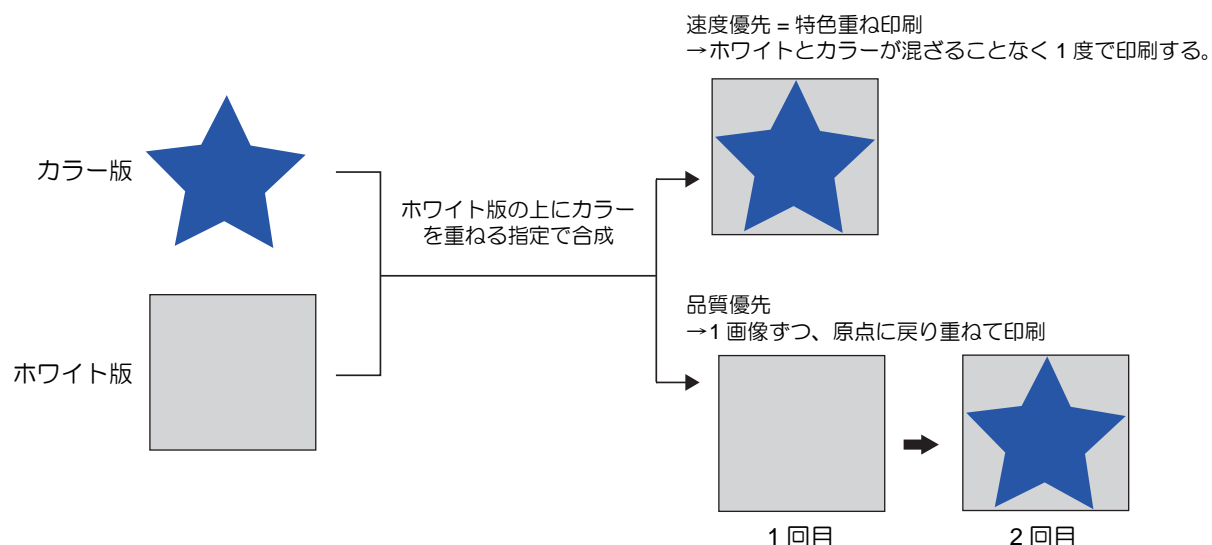 速度優先 = 特色重ね印刷
→ホワイトとカラーが混ざることなく 1 度で印刷する。
カラー版
ホワイト版の上にカラー
を重ねる指定で合成
品質優先
→1 画像ずつ、原点に戻り重ねて印刷
ホワイト版
1 回目
2 回目